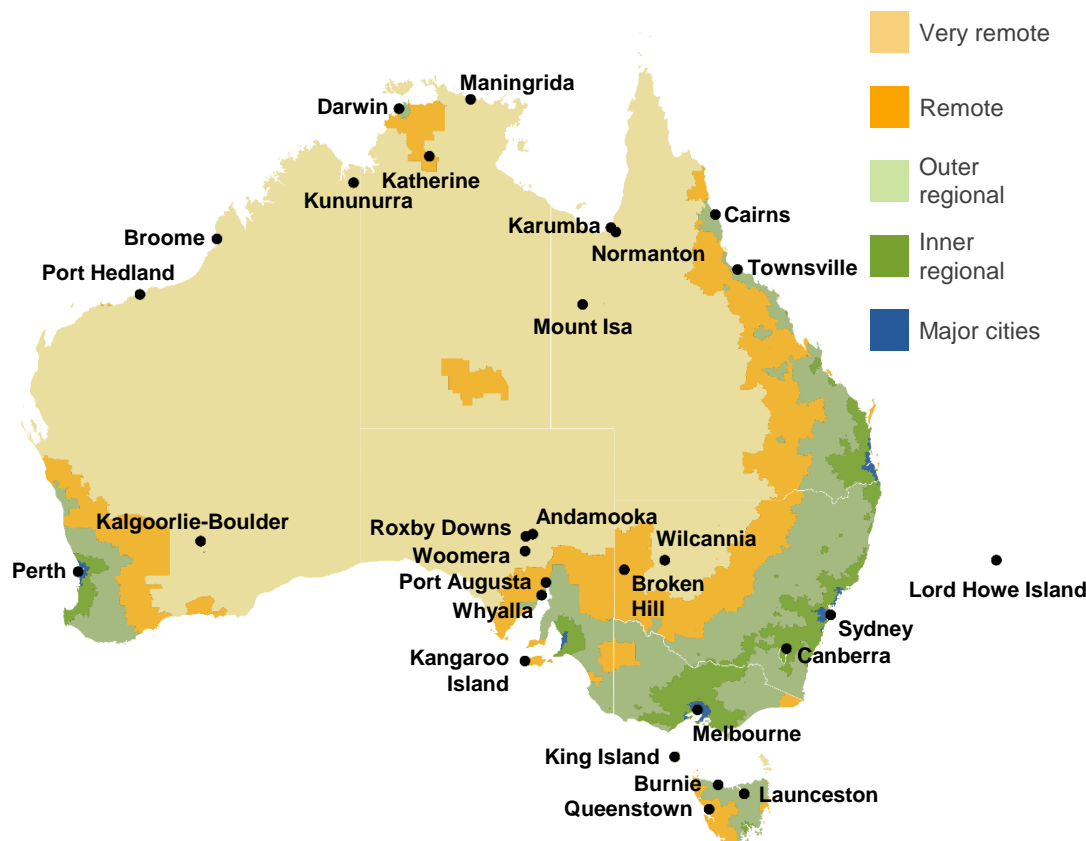 Very remote
Maningrida
Darwin
Remote
Katherine
Outer
regional
Kununurra
Cairns
Karumba
Broome
Normanton
Inner
regional
Port Hedland
Townsville
Mount Isa
Major cities
Kalgoorlie-Boulder
Roxby Downs
Andamooka
Woomera
Wilcannia
Perth
Port Augusta
Broken
Hill
Lord Howe Island
Whyalla
Sydney
Kangaroo
Island
Canberra
Melbourne
King Island
Burnie
Launceston
Queenstown